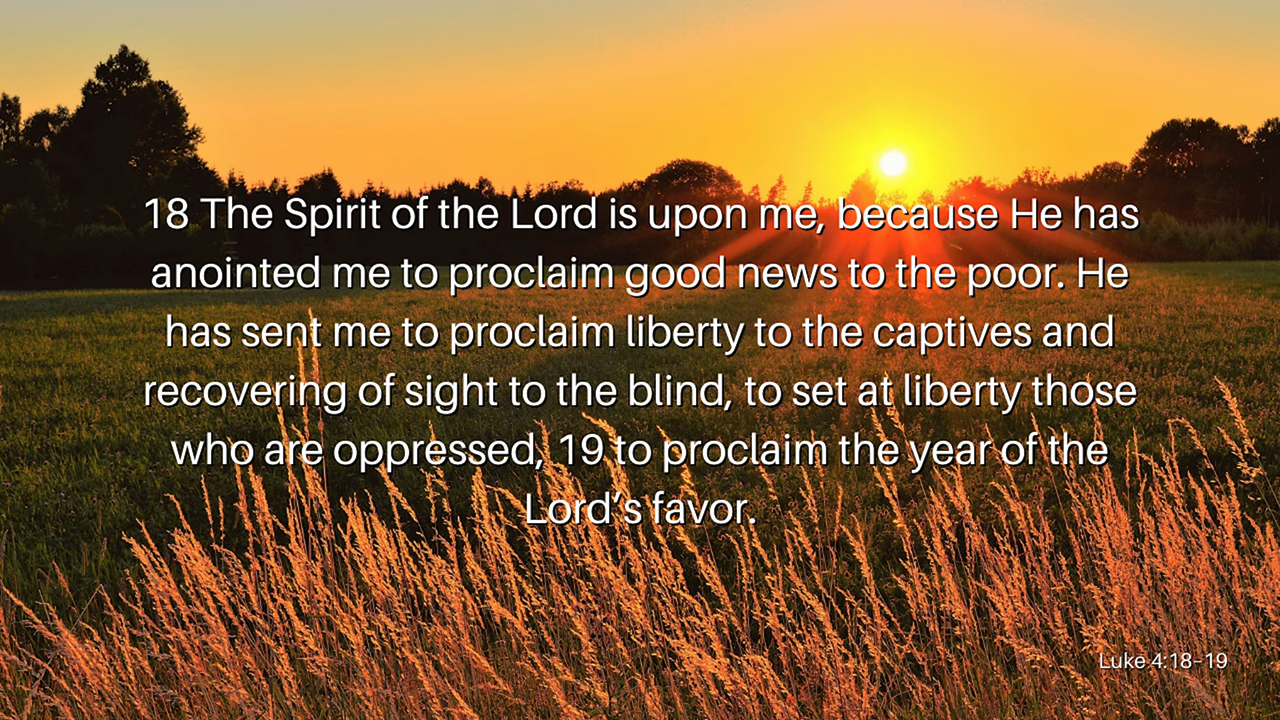 18 The Spirit of the Lord is upon me, because He has
anointed me to proclaim good news to the poor. He
has sent me to proclaim liberty to the captives and
recovering of sight to the blind, to set at liberty those
who are oppressed, 19 to proclaim the year of the
Lord’s favor.
Luke 4:18–19